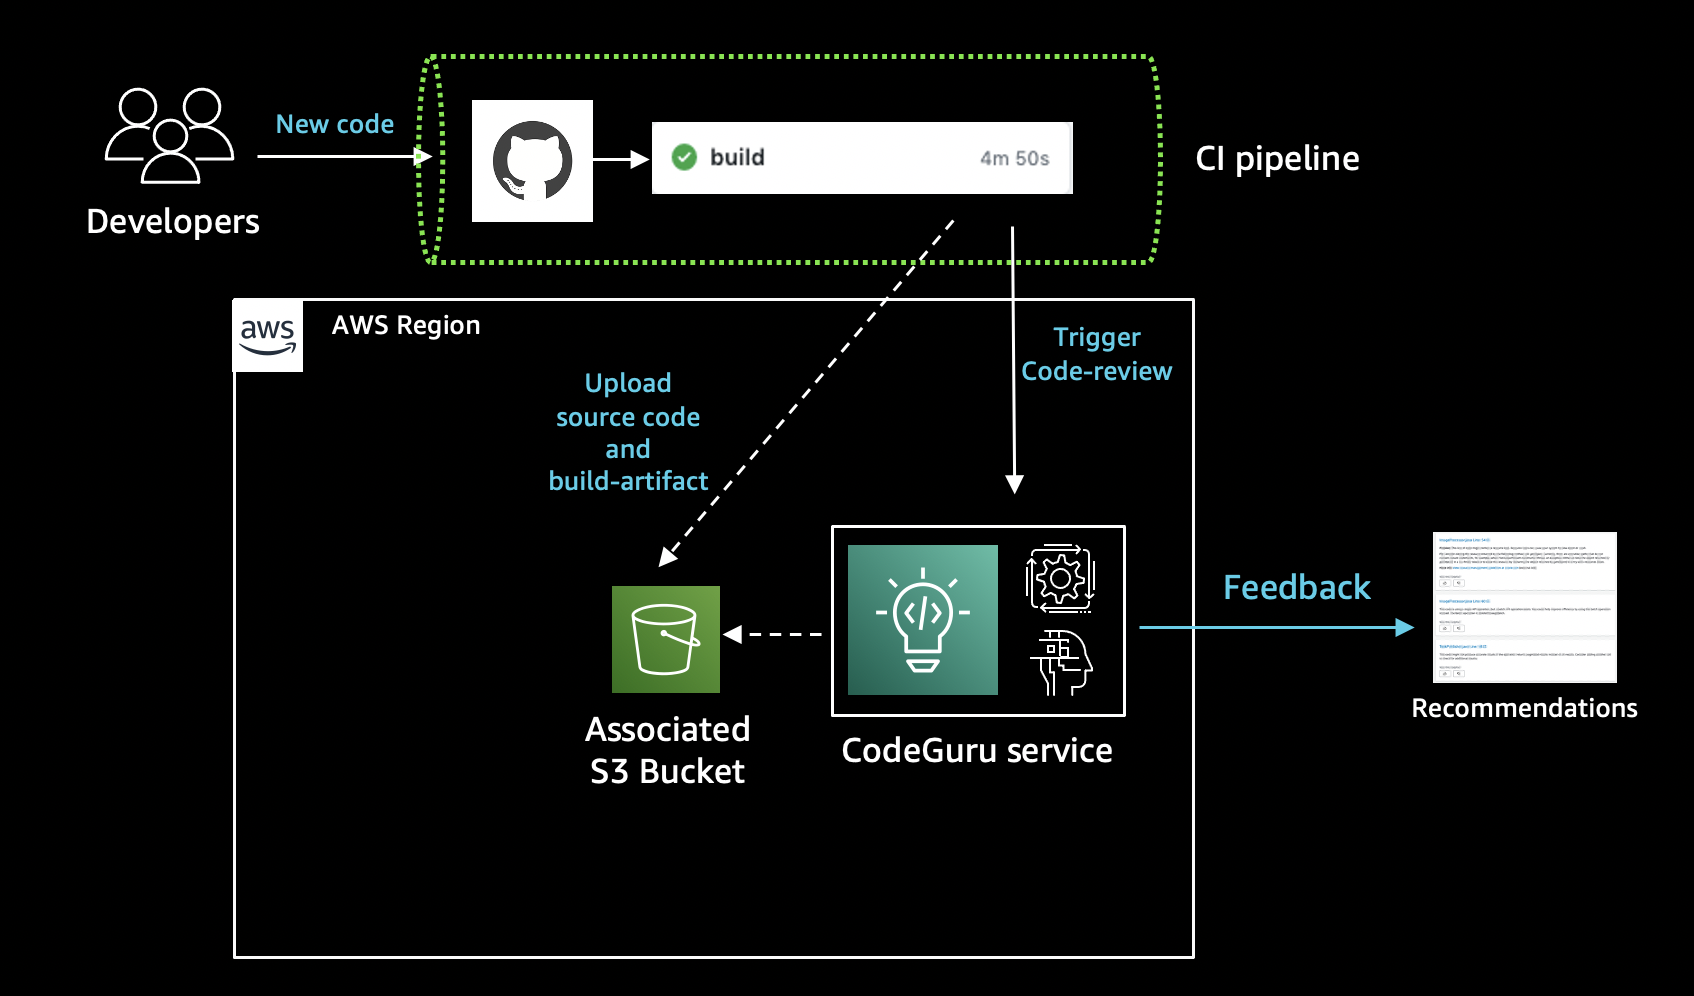 New code
Developers
build
4m 50s
CI pipeline
aws
AWS Region
Trigger
Code-review
Upload
source code
and
build-artifact
Associated
S3 Bucket
</>
CodeGuru service
Feedback
Recommendations